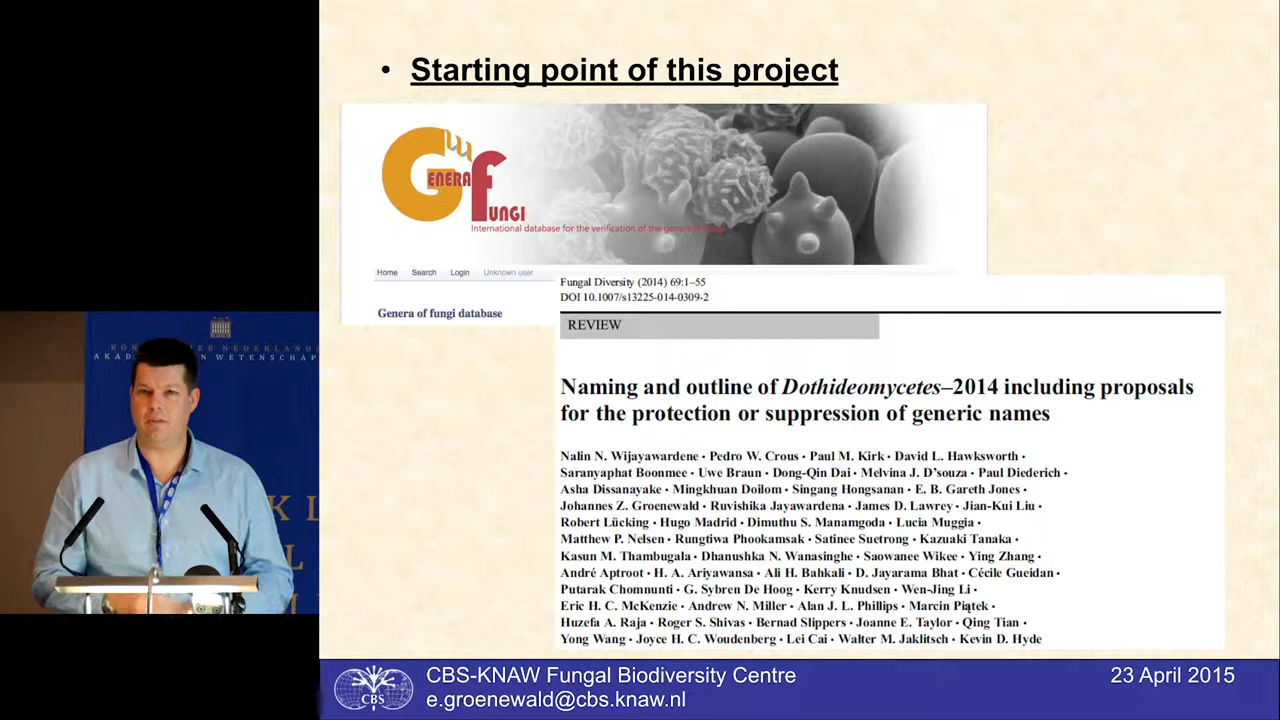 • Starting point of this project
GENERA
FUNGI
International database for the verification of the genera of fungi
Home Search Login Unknown user
Genera of fungi database
Fungal Diversity (2014) 69:1–55
DOI 10.1007/s13225-014-0309-2
REVIEW
Naming and outline of Dothideomycetes–2014 including proposals
for the protection or suppression of generic names
Nalin N. Wijayawardene · Pedro W. Crous · Paul M. Kirk · David L. Hawksworth ·
Saranyaphat Boonmee · Uwe Braun · Dong-Qin Dai · Melvina J. D’souza · Paul Diederich ·
Asha Dissanayake · Mingkhuan Doilom · Singang Hongsanan · E. B. Gareth Jones ·
Johannes Z. Groenewald · Ruvishika Jayawardena · James D. Lawrey · Jian-Kui Liu ·
Robert Lücking · Hugo Madrid · Dimuthu S. Manamgoda · Lucia Muggia ·
Matthew P. Nelsen · Rungtiwa Phookamsak · Satinee Suetrong · Kazuaki Tanaka ·
Kasun M. Thambugala · Dhanushka N. Wanasinghe · Saowanee Wikee · Ying Zhang ·
André Aptroot · H. A. Ariyawansa · Ali H. Bahkali · D. Jayarama Bhat · Cécile Gueidan ·
Putarak Chomnunti · G. Sybren De Hoog · Kerry Knudsen · Wen-Jing Li ·
Eric H. C. McKenzie · Andrew N. Miller · Alan J. L. Phillips · Marcin Piątek ·
Huzefa A. Raja · Roger S. Shivas · Bernad Slippers · Joanne E. Taylor · Qing Tian ·
Yong Wang · Joyce H. C. Woudenberg · Lei Cai · Walter M. Jaklitsch · Kevin D. Hyde
CBS
CBS-KNAW Fungal Biodiversity Centre
e.groenewald@cbs.knaw.nl
23 April 2015